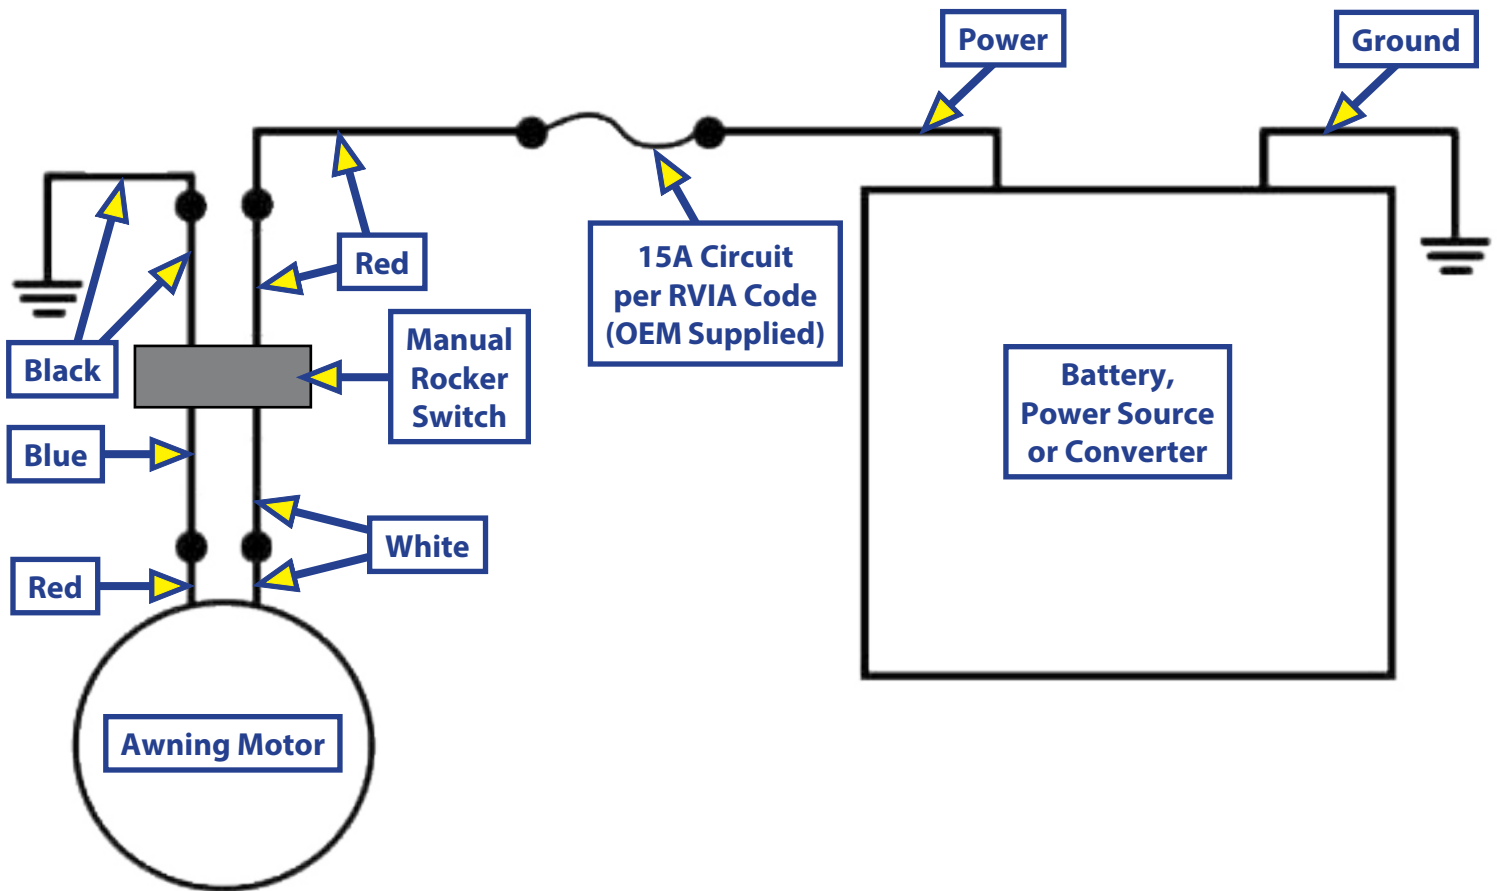 Power
Ground
Red
15A Circuit
per RVIA Code
(OEM Supplied)
Manual
Rocker
Switch
Black
Battery,
Power Source
or Converter
Blue
White
Red
Awning Motor